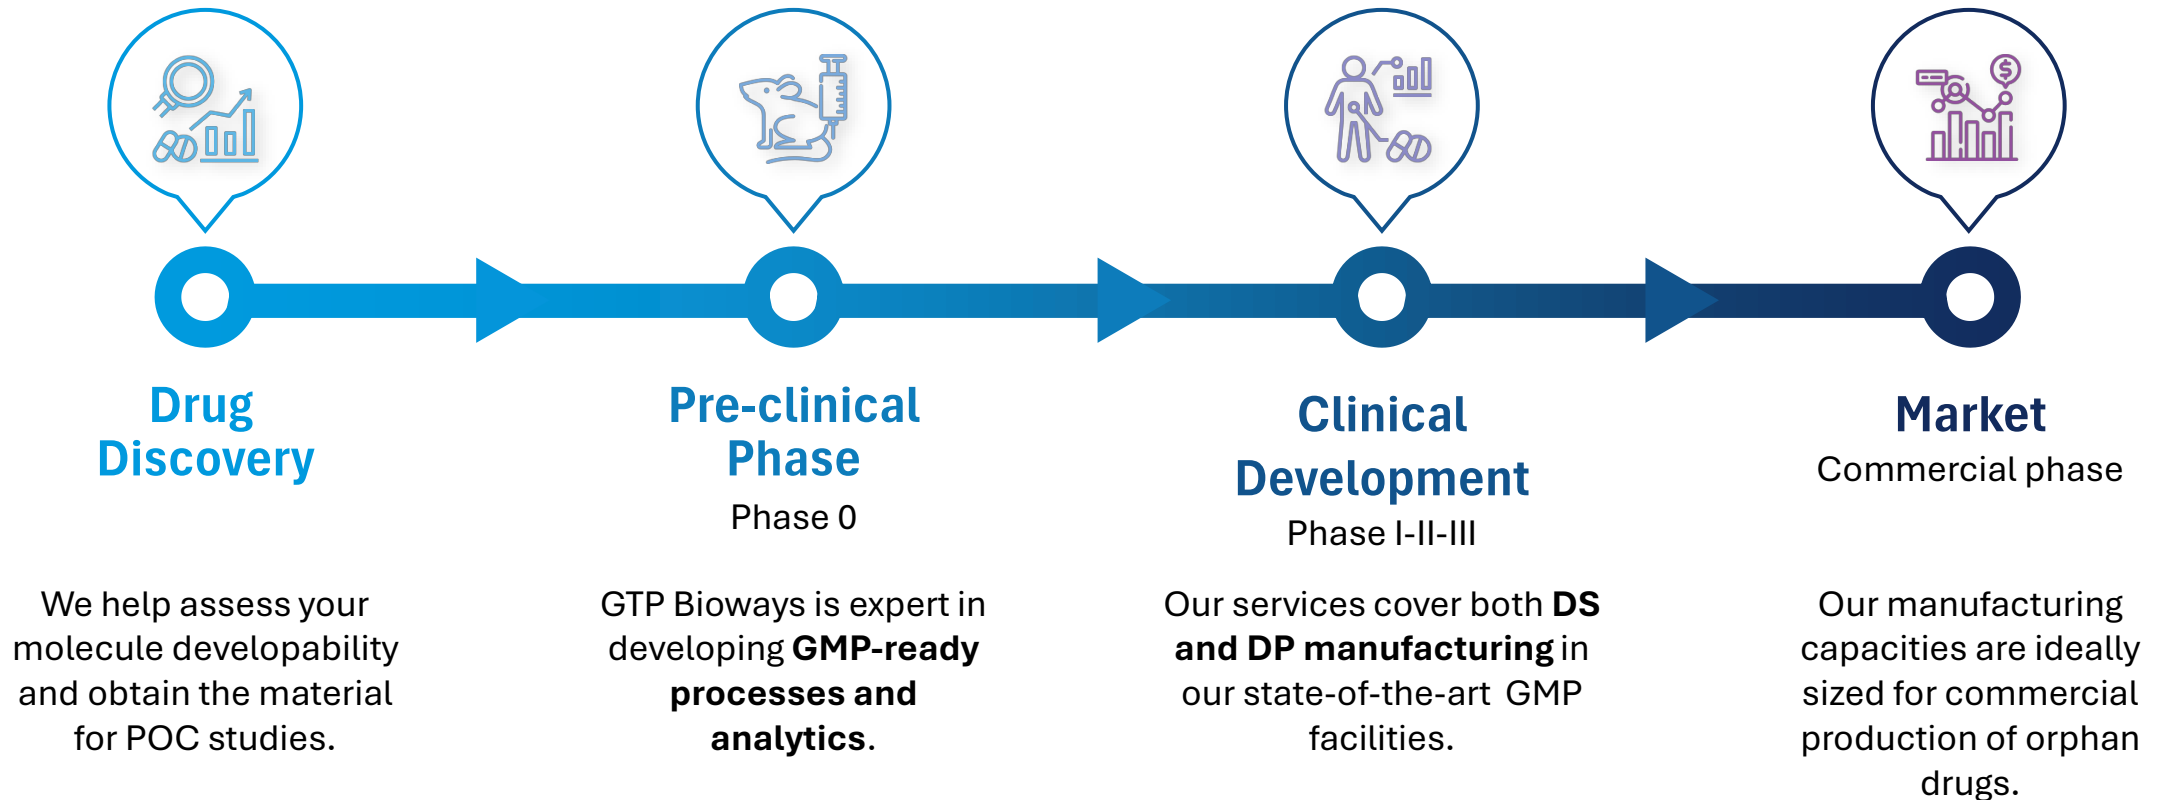 Drug
Discovery
We help assess your
molecule developability
and obtain the material
for POC studies.
Pre-clinical
Phase
Phase 0
GTP Bioways is expert in
developing GMP-ready
processes and
analytics.
Clinical
Development
Phase I-II-III
Our services cover both DS
and DP manufacturing in
our state-of-the-art GMP
facilities.
$
Market
Commercial phase
Our manufacturing
capacities are ideally
sized for commercial
production of orphan
drugs.